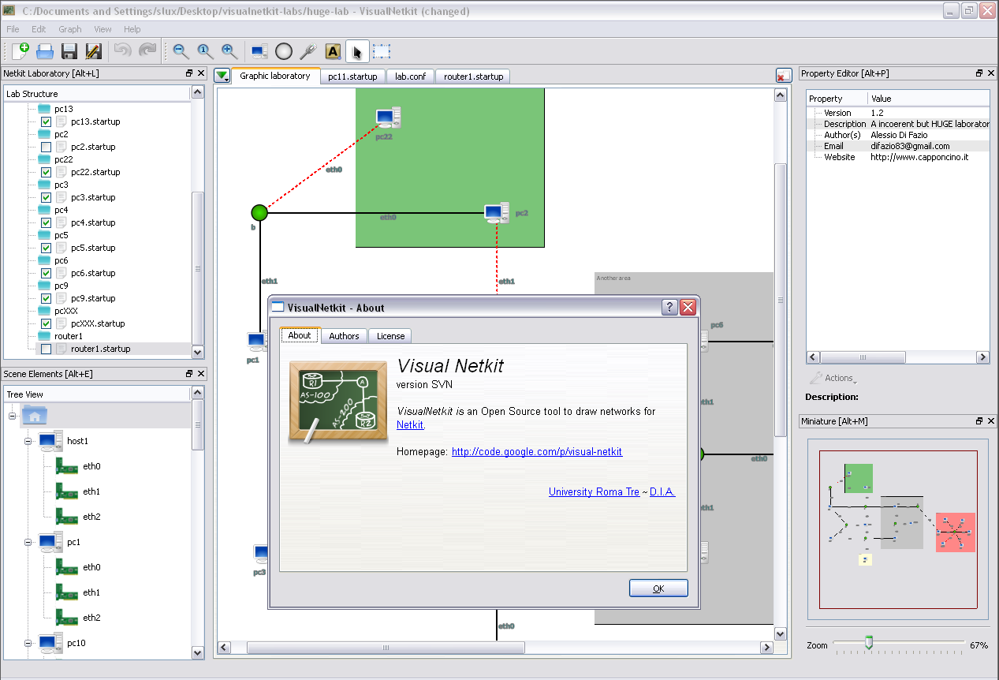 C:/Documents and Settings/slux/Desktop/visualnetkit-labs/huge-lab - VisualNetkit (changed)
File Edit Graph View Help
Netkit Laboratory [Alt+L]
Lab Structure
pc13
pc13.startup
pc2
pc2.startup
pc22
pc22.startup
pc3
pc3.startup
pc4
pc4.startup
pc5
pc5.startup
pc6
pc6.startup
pc9
pc9.startup
pcXXX
pcXXX.startup
router1
router1.startup
Scene Elements [Alt+E]
Tree View
host1
eth0
eth1
eth2
pc1
eth0
eth1
eth2
pc10
Graphic laboratory pc11.startup lab.conf router1.startup
pc22
eth0
b
eth0
pc2
eth1
eth1
Another area
pc6
pc1
eth1
eth0
eth1
pc3
eth0
VisualNetkit - About
About Authors License
R1
A
AS-100
AS-200
R2
Visual Netkit
version SVN
VisualNetkit is an Open Source tool to draw networks for
Netkit.
Homepage: http://code.google.com/p/visual-netkit
University Roma Tre ~ D.I.A.
OK
Property Editor [Alt+P]
Property Value
Version 1.2
Description A incoerent but HUGE laborator
Author(s) Alessio Di Fazio
Email difazio83@gmail.com
Website http://www.capponcino.it
Actions
Description:
Miniature [Alt+M]
Zoom 67%